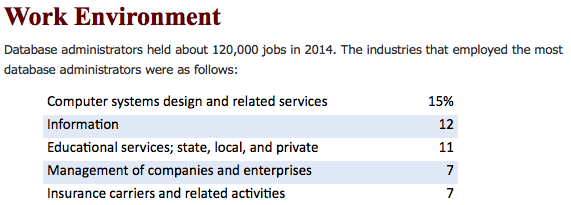 Work Environment
Database administrators held about 120,000 jobs in 2014. The industries that employed the most
database administrators were as follows:
Computer systems design and related services 15%
Information 12
Educational services; state, local, and private 11
Management of companies and enterprises 7
Insurance carriers and related activities 7